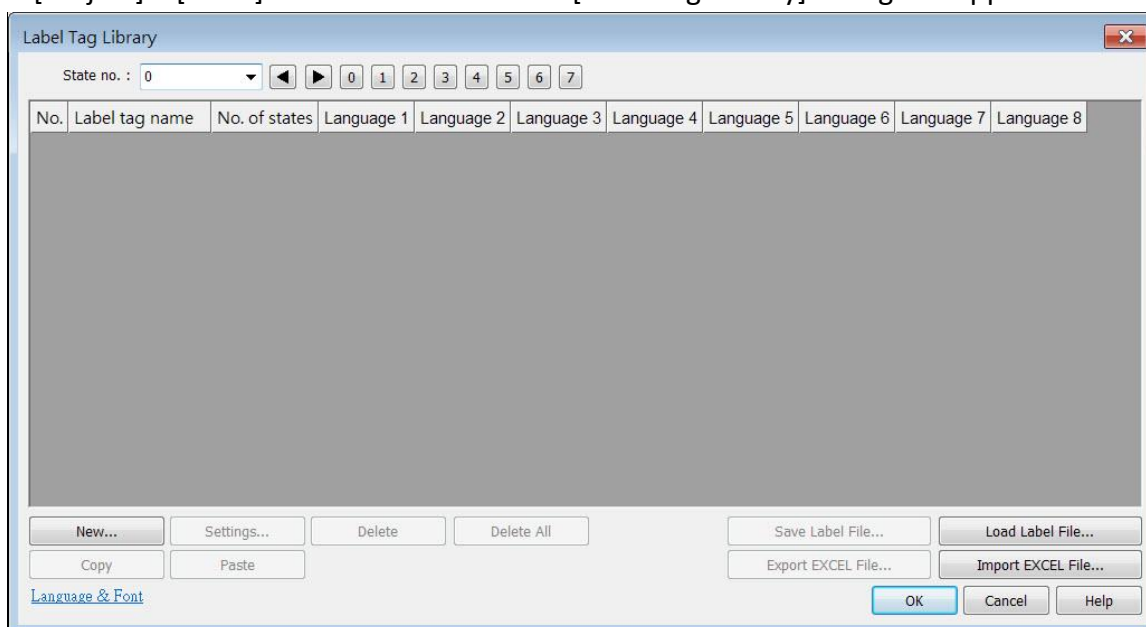 Label Tag Library
State no. : 0 0 1 2 3 4 5 6 7
No. Label tag name No. of states Language 1 Language 2 Language 3 Language 4 Language 5 Language 6 Language 7 Language 8
New... Settings... Delete Delete All Save Label File... Load Label File...
Copy Paste Export EXCEL File... Import EXCEL File...
Language & Font OK Cancel Help